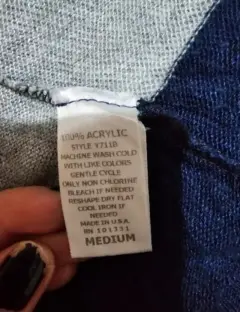 100% ACRYLIC
STYLE Y711B
MACHINE WASH COLD
WITH LIKE COLORS
GENTLE CYCLE
ONLY NON CHLORINE
BLEACH IF NEEDED
RESHAPE DRY FLAT
COOL IRON IF
NEEDED
MADE IN U.S.A.
RN 101331
MEDIUM